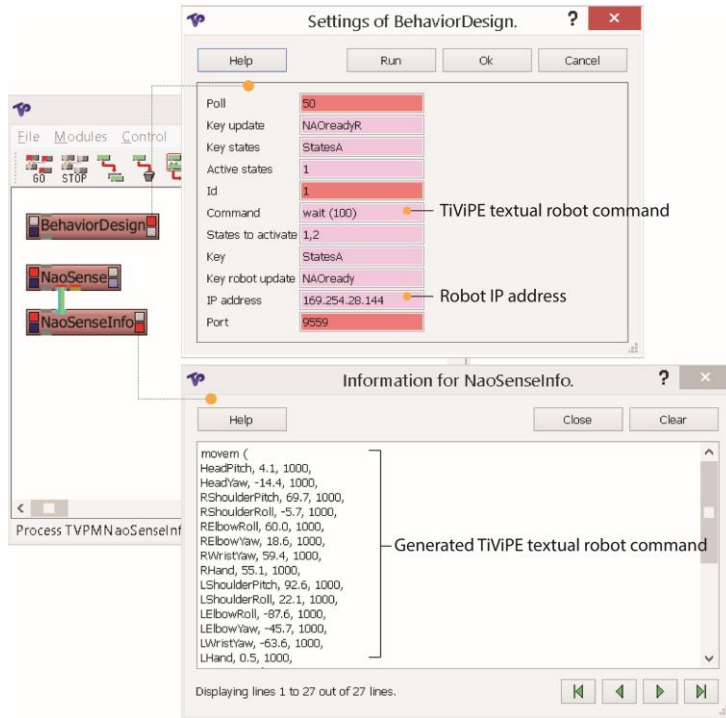 Settings of BehaviorDesign.
?
×
Help
Run
Ok
Cancel
Poll 50
Key update NAOreadyR
Key states StatesA
Active states 1
Id 1
Command wait (100)
TiViPE textual robot command
States to activate 1,2
Key StatesA
Key robot update NAOready
IP address 169.254.28.144
Robot IP address
Port 9559
File Modules Control
GO STOP
BehaviorDesign
NaoSense
NaoSenseInfo
Process TVPMNaoSenseInf
Information for NaoSenseInfo.
?
×
Help
Close
Clear
movem (
HeadPitch, 4.1, 1000,
HeadYaw, -14.4, 1000,
RShoulderPitch, 69.7, 1000,
RShoulderRoll, -5.7, 1000,
RElbowRoll, 60.0, 1000,
RElbowYaw, 18.6, 1000,
RWristYaw, 59.4, 1000,
RHand, 55.1, 1000,
LShoulderPitch, 92.6, 1000,
LShoulderRoll, 22.1, 1000,
LElbowRoll, -87.6, 1000,
LElbowYaw, -45.7, 1000,
LWristYaw, -63.6, 1000,
LHand, 0.5, 1000,
Generated TiViPE textual robot command
Displaying lines 1 to 27 out of 27 lines.